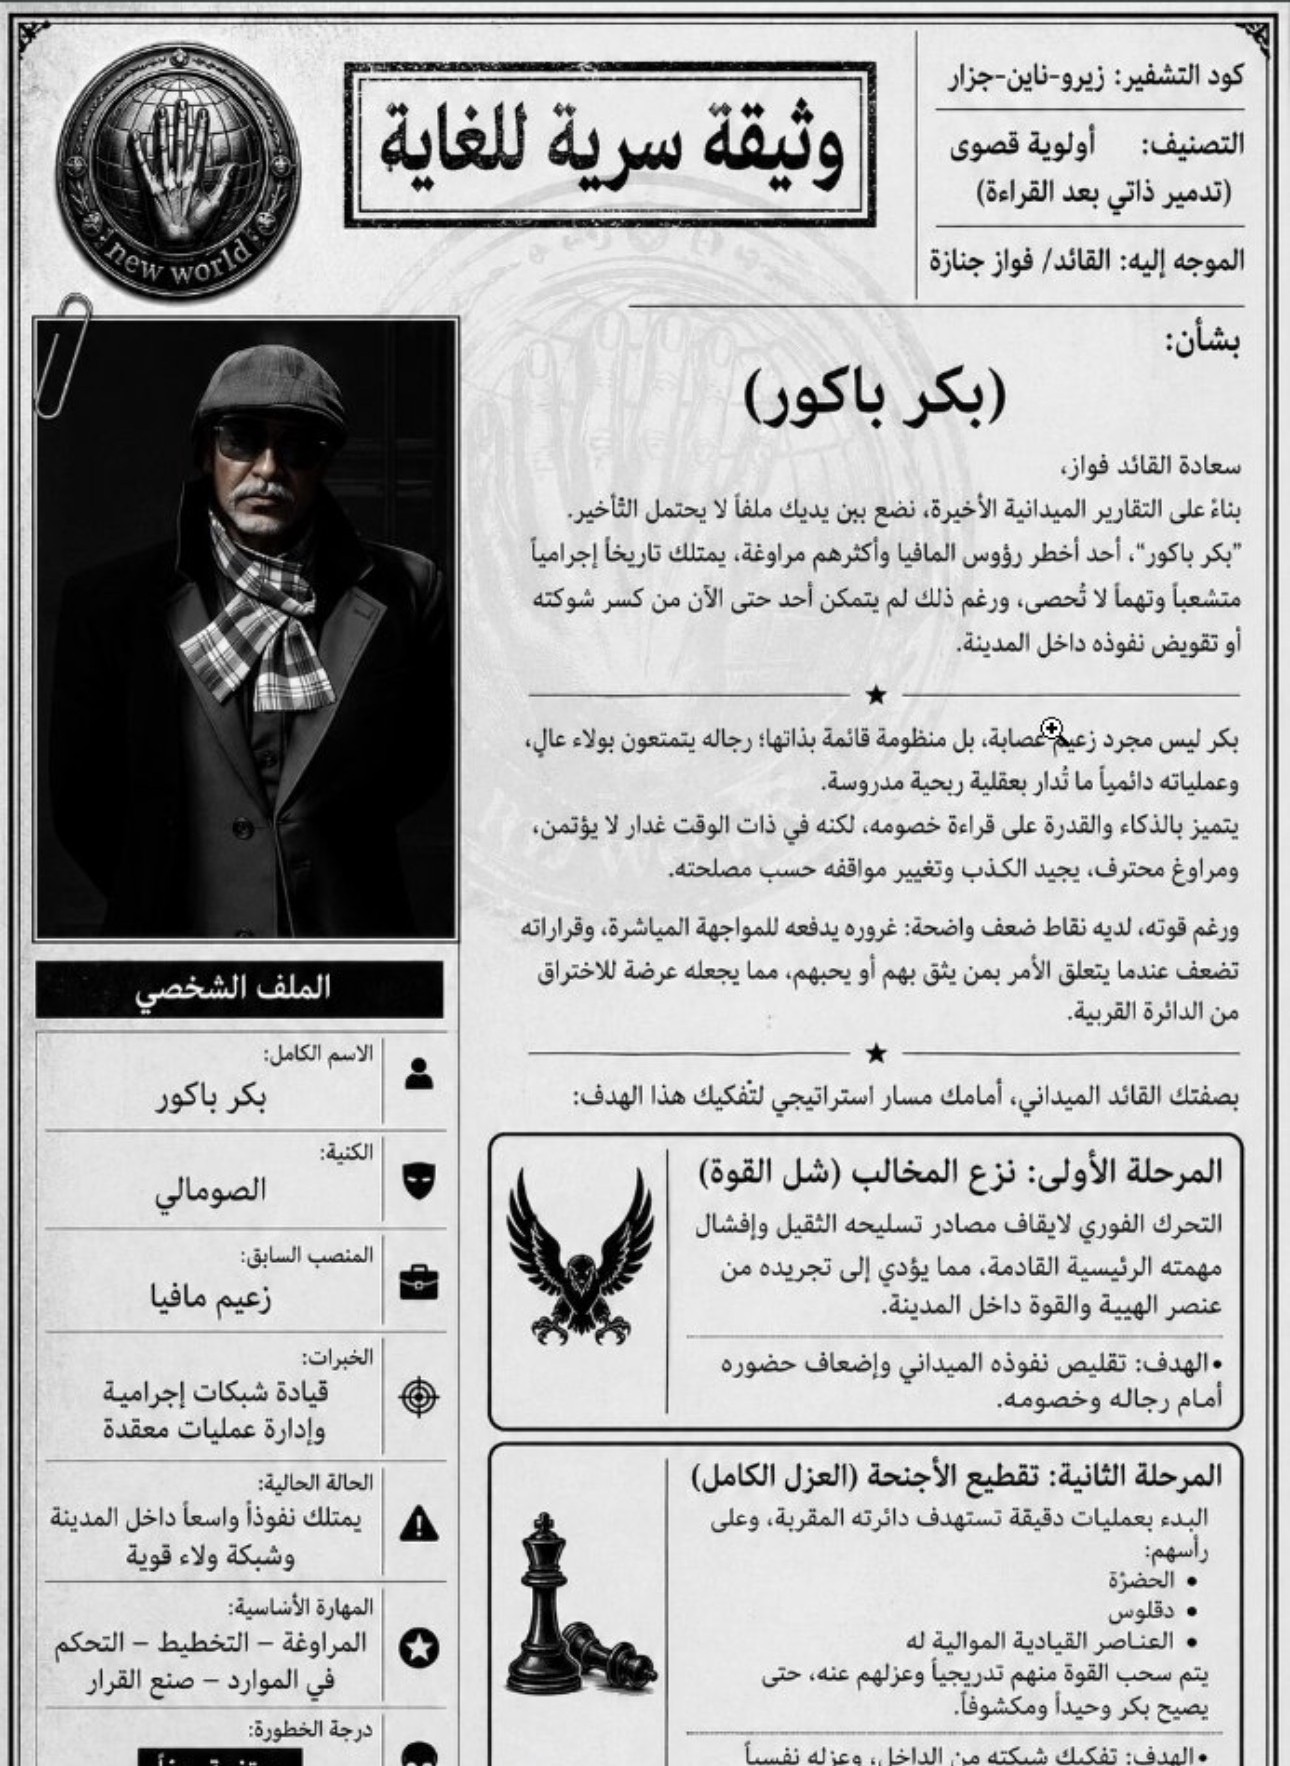 كود التشفير: زيرو-ناين-جزار
التصنيف: أولوية قصوى
(تدمير ذاتي بعد القراءة)
الموجه إليه: القائد/ فواز جنازة
وثيقة سرية للغاية
new world
بشأن:
(بكر باكور)
سعادة القائد فواز،
بناءً على التقارير الميدانية الأخيرة، نضع بين يديك ملفاً لا يحتمل التأخير.
"بكر باكور"، أحد أخطر رؤوس المافيا وأكثرهم مراوغة، يمتلك تاريخاً إجرامياً
متشعباً وتهماً لا تُحصى، ورغم ذلك لم يتمكن أحد حتى الآن من كسر شوكته
أو تقويض نفوذه داخل المدينة.
بكر ليس مجرد زعيم عصابة، بل منظومة قائمة بذاتها؛ رجاله يتمتعون بولاء عالٍ،
وعملياته دائمياً ما تُدار بعقلية ربحية مدروسة.
يتميز بالذكاء والقدرة على قراءة خصومه، لكنه في ذات الوقت غدار لا يؤتمن،
ومراوغ محترف، يجيد الكذب وتغيير مواقفه حسب مصلحته.
ورغم قوته، لديه نقاط ضعف واضحة: غروره يدفعه للمواجهة المباشرة، وقراراته
تضعف عندما يتعلق الأمر بمن يثق بهم أو يحبهم، مما يجعله عرضة للاختراق
من الدائرة القريبة.
بصفتك القائد الميداني، أمامك مسار استراتيجي لتفكيك هذا الهدف:
المرحلة الأولى: نزع المخالب (شل القوة)
التحرك الفوري لايقاف مصادر تسليحه الثقيل وإفشال
مهمته الرئيسية القادمة، مما يؤدي إلى تجريده من
عنصر الهيبة والقوة داخل المدينة.
• الهدف: تقليص نفوذه الميداني وإضعاف حضوره
أمام رجاله وخصومه.
المرحلة الثانية: تقطيع الأجنحة (العزل الكامل)
البدء بعمليات دقيقة تستهدف دائرته المقربة، وعلى
رأسهم:
• الحضرة
• دقلوس
• العناصر القيادية الموالية له
يتم سحب القوة منهم تدريجياً وعزلهم عنه، حتى
يصبح بكر وحيداً ومكشوفاً.
• الهدف: تفكيك شبكته من الداخل، وعزله نفسياً
الملف الشخصي
الاسم الكامل:
بكر باكور
الكنية:
الصومالي
المنصب السابق:
زعيم مافيا
الخبرات:
قيادة شبكات إجرامية
وإدارة عمليات معقدة
الحالة الحالية:
يمتلك نفوذاً واسعاً داخل المدينة
وشبكة ولاء قوية
المهارة الأساسية:
المراوغة – التخطيط – التحكم
في الموارد – صنع القرار
درجة الخطورة: